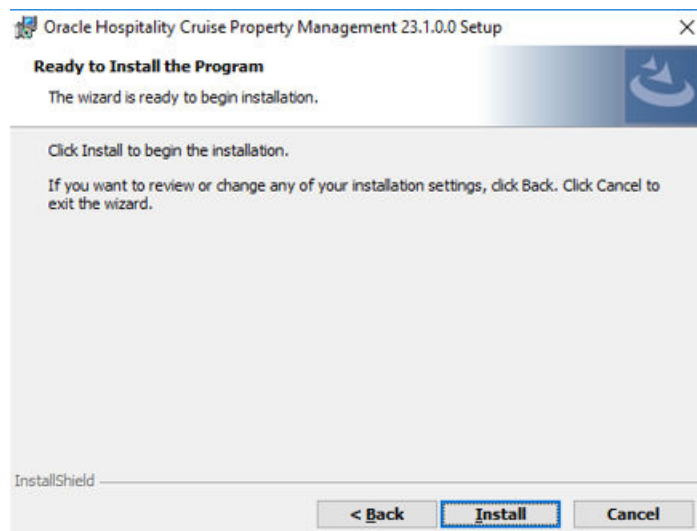 Oracle Hospitality Cruise Property Management 23.1.0.0 Setup
Ready to Install the Program
The wizard is ready to begin installation.
Click Install to begin the installation.
If you want to review or change any of your installation settings, click Back. Click Cancel to
exit the wizard.
InstallShield
< Back
Install
Cancel